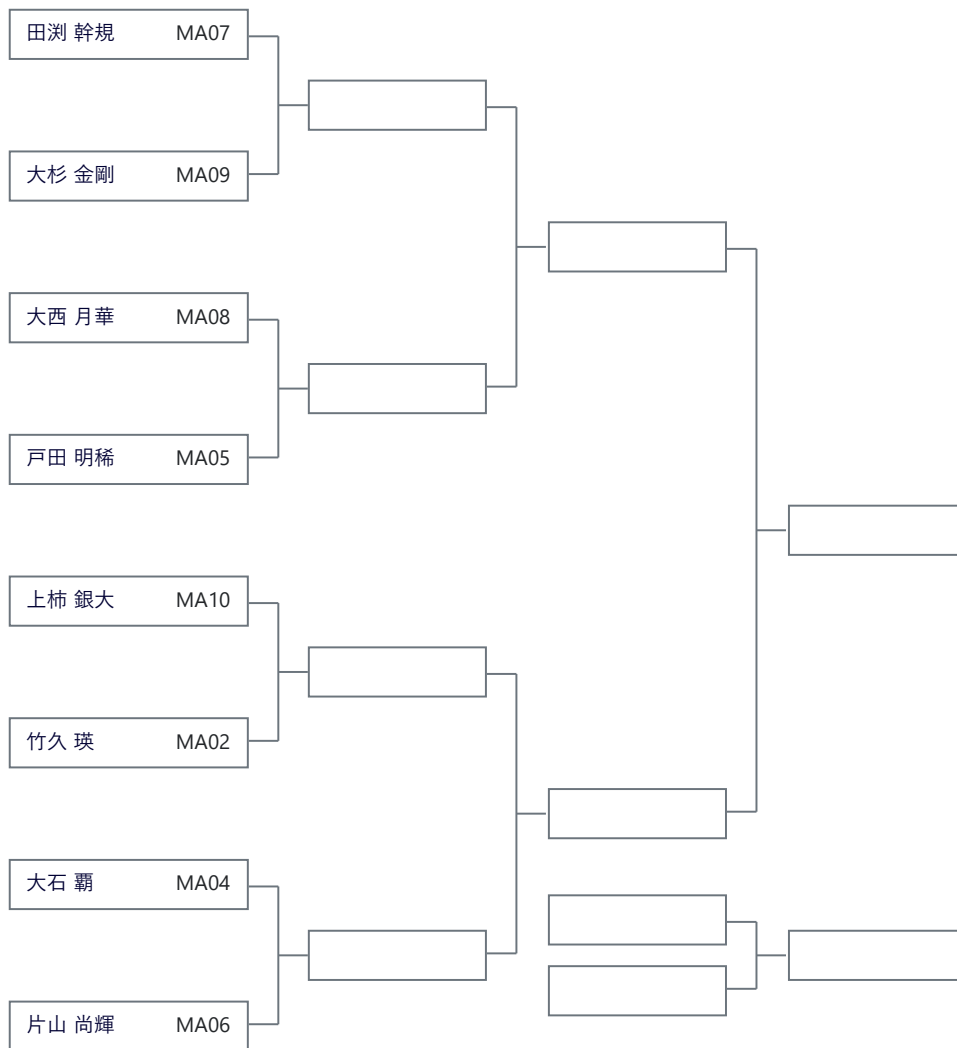 田渕 幹規 MA07
大杉 金剛 MA09
大西 月華 MA08
戸田 明稀 MA05
上柿 銀大 MA10
竹久 瑛 MA02
大石 覇 MA04
片山 尚輝 MA06